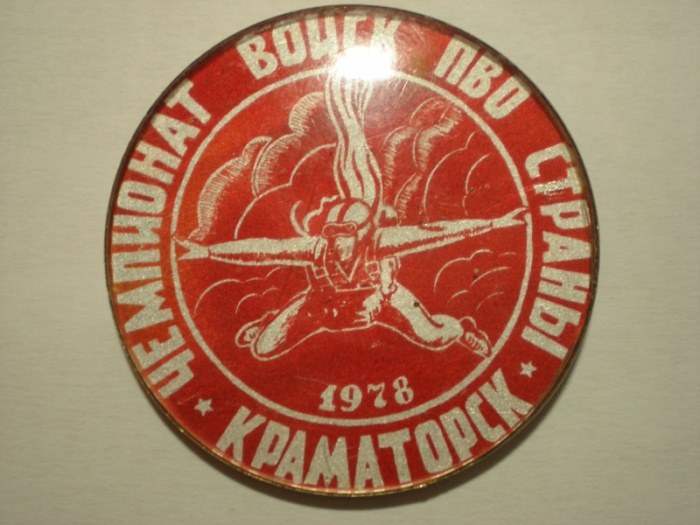 ЧЕМПИОНАТ ВОЙСК ПВО СТРАНЫ
1978
★ КРАМАТОРСК ★